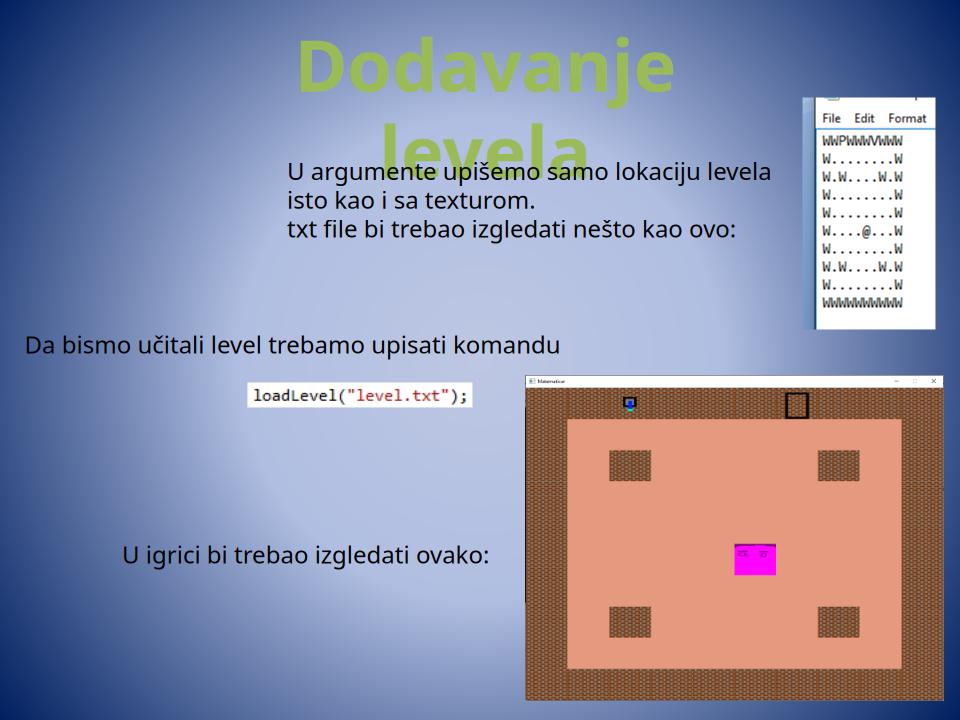 Dodavanje
levela
U argumente upišemo samo lokaciju levela
isto kao i sa texturom.
txt file bi trebao izgledati nešto kao ovo:
File Edit Format
WWPWWWVWWW
W........W
W.W....W.W
W........W
W........W
W....@...W
W........W
W.W....W.W
W........W
WWWWWWWWWW
Da bismo učitali level trebamo upisati komandu
loadLevel("level.txt");
Matematicar
U igrici bi trebao izgledati ovako: